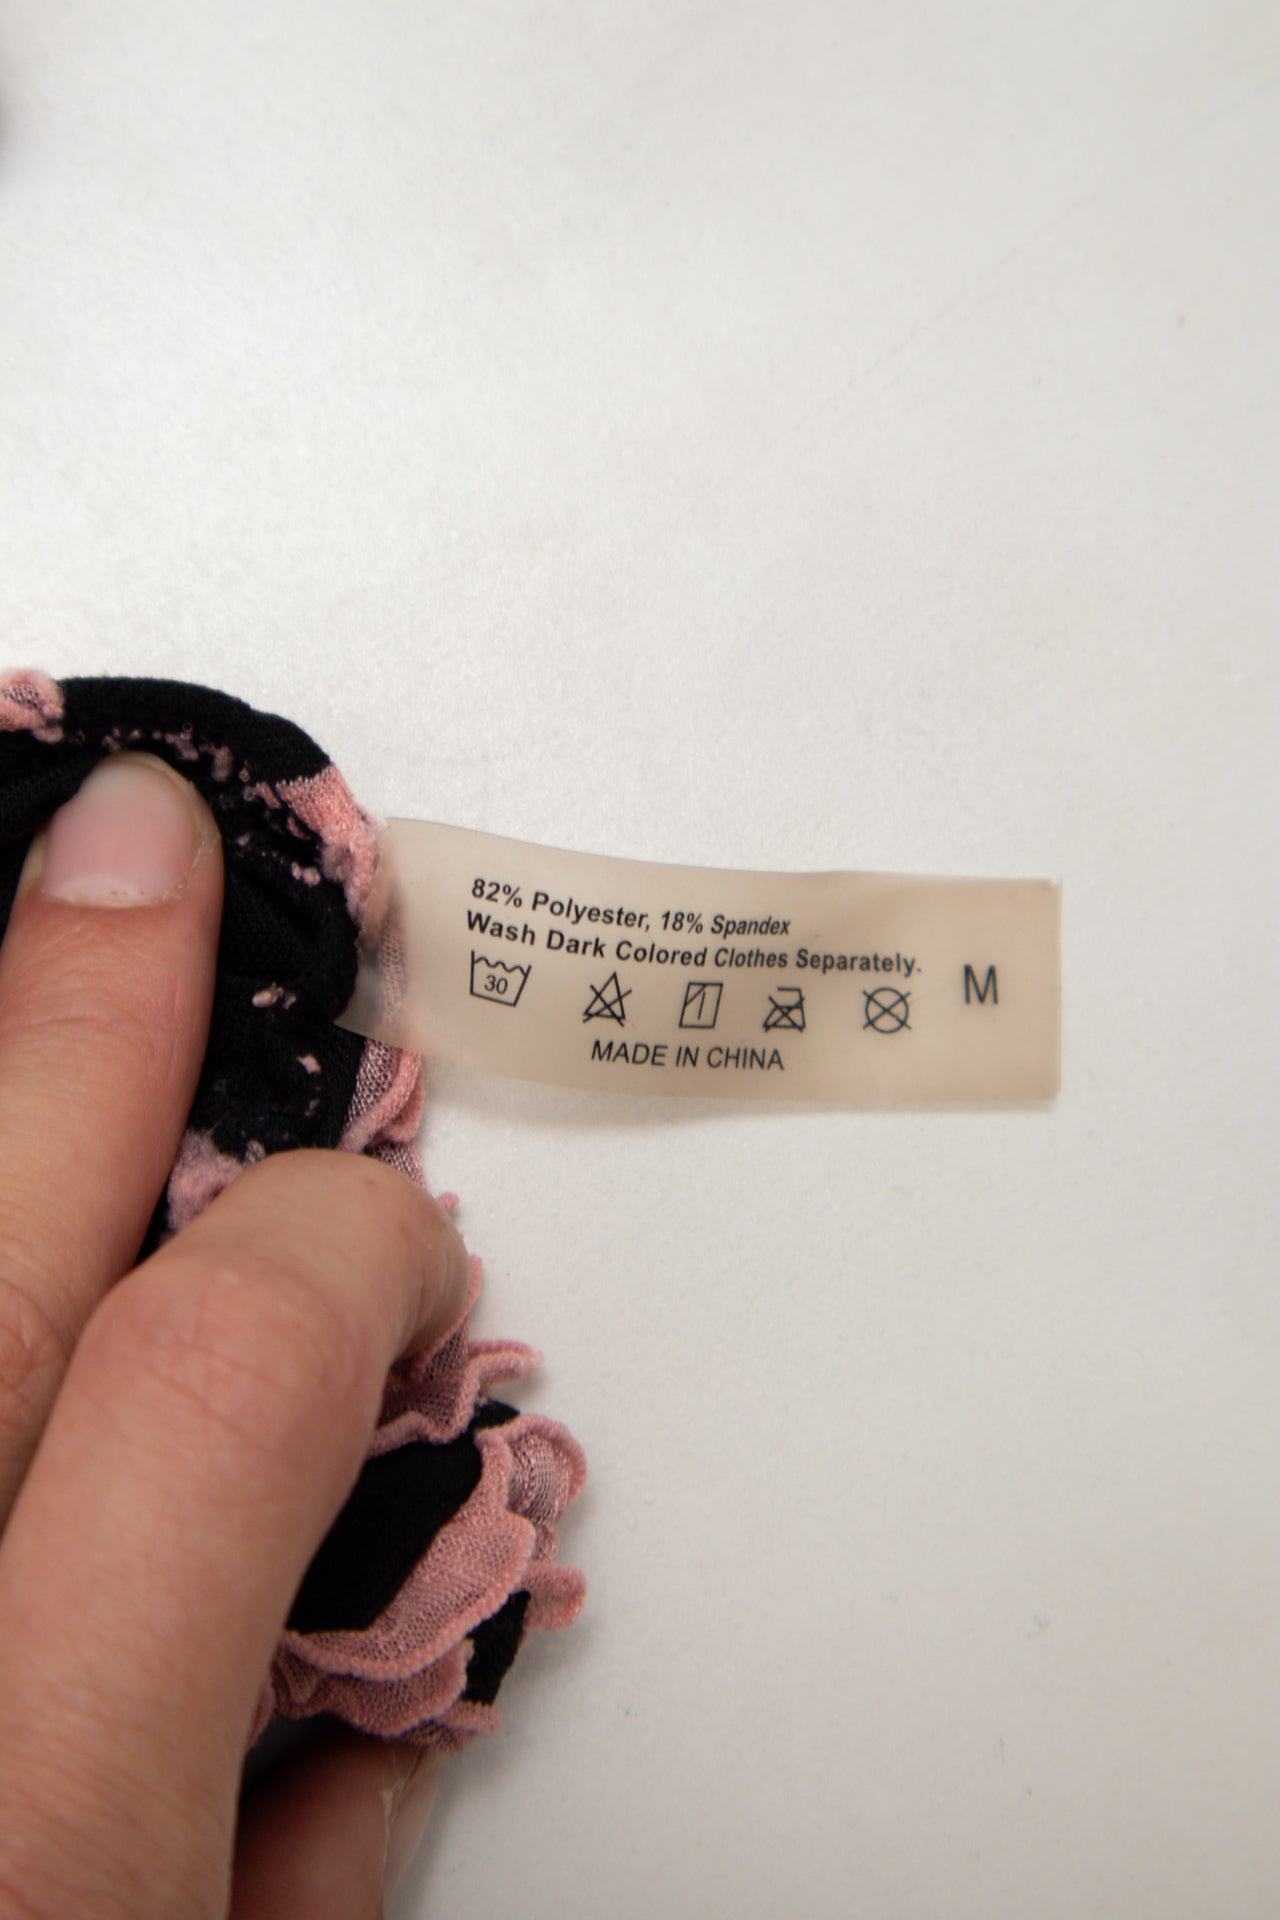 82% Polyester, 18% Spandex
Wash Dark Colored Clothes Separately.
30
M
MADE IN CHINA